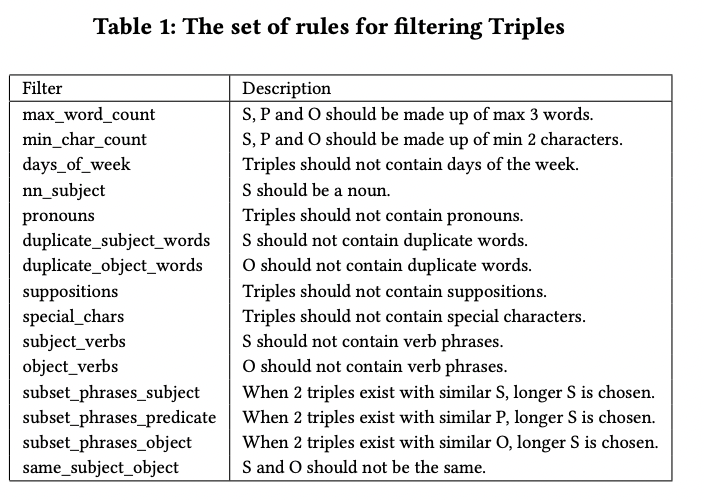 Table 1: The set of rules for filtering Triples
Filter Description
max_word_count S, P and O should be made up of max 3 words.
min_char_count S, P and O should be made up of min 2 characters.
days_of_week Triples should not contain days of the week.
nn_subject S should be a noun.
pronouns Triples should not contain pronouns.
duplicate_subject_words S should not contain duplicate words.
duplicate_object_words O should not contain duplicate words.
suppositions Triples should not contain suppositions.
special_chars Triples should not contain special characters.
subject_verbs S should not contain verb phrases.
object_verbs O should not contain verb phrases.
subset_phrases_subject When 2 triples exist with similar S, longer S is chosen.
subset_phrases_predicate When 2 triples exist with similar P, longer S is chosen.
subset_phrases_object When 2 triples exist with similar O, longer S is chosen.
same_subject_object S and O should not be the same.